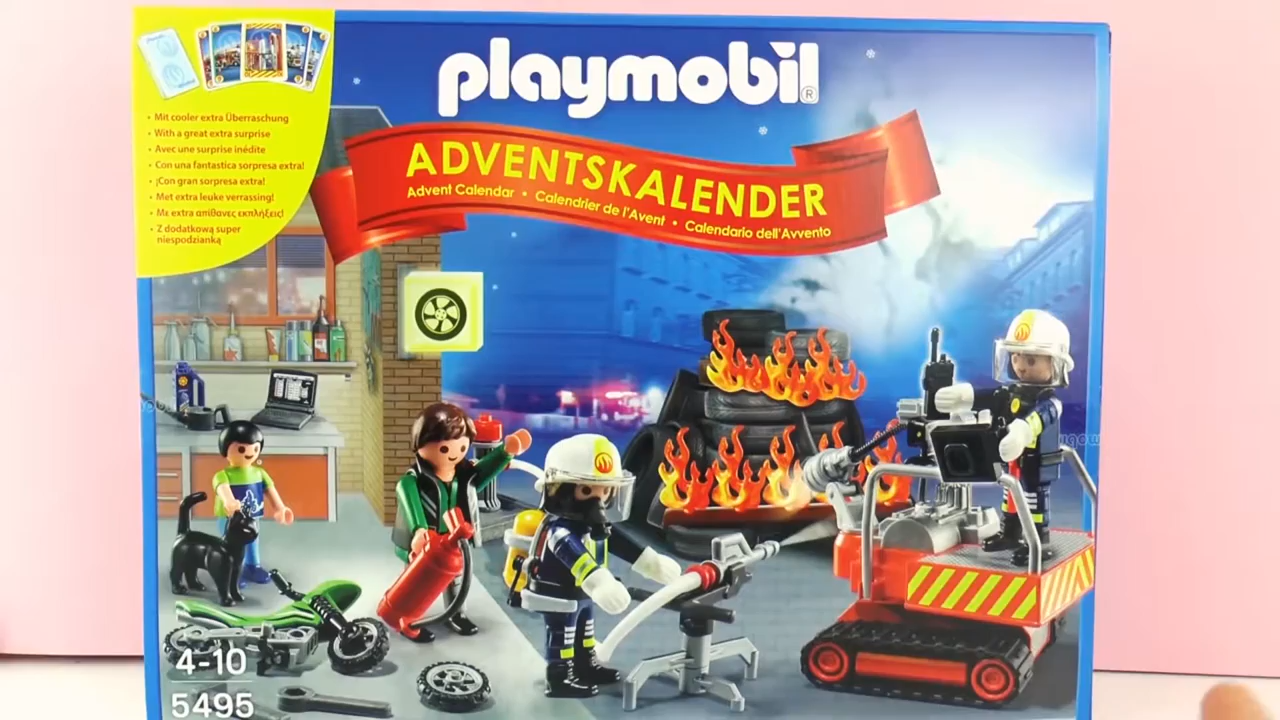 playmobil®
ADVENTSKALENDER
Advent Calendar • Calendrier de l'Avent • Calendario dell'Avvento
• Mit cooler extra Überraschung
• With a great extra surprise
• Avec une surprise inédite
• Con una fantastica sorpresa extra!
• ¡Con gran sorpresa extra!
• Met extra leuke verrassing!
• Με extra απίθανες εκπλήξεις!
• Z dodatkową super
niespodzianką
4-10
5495